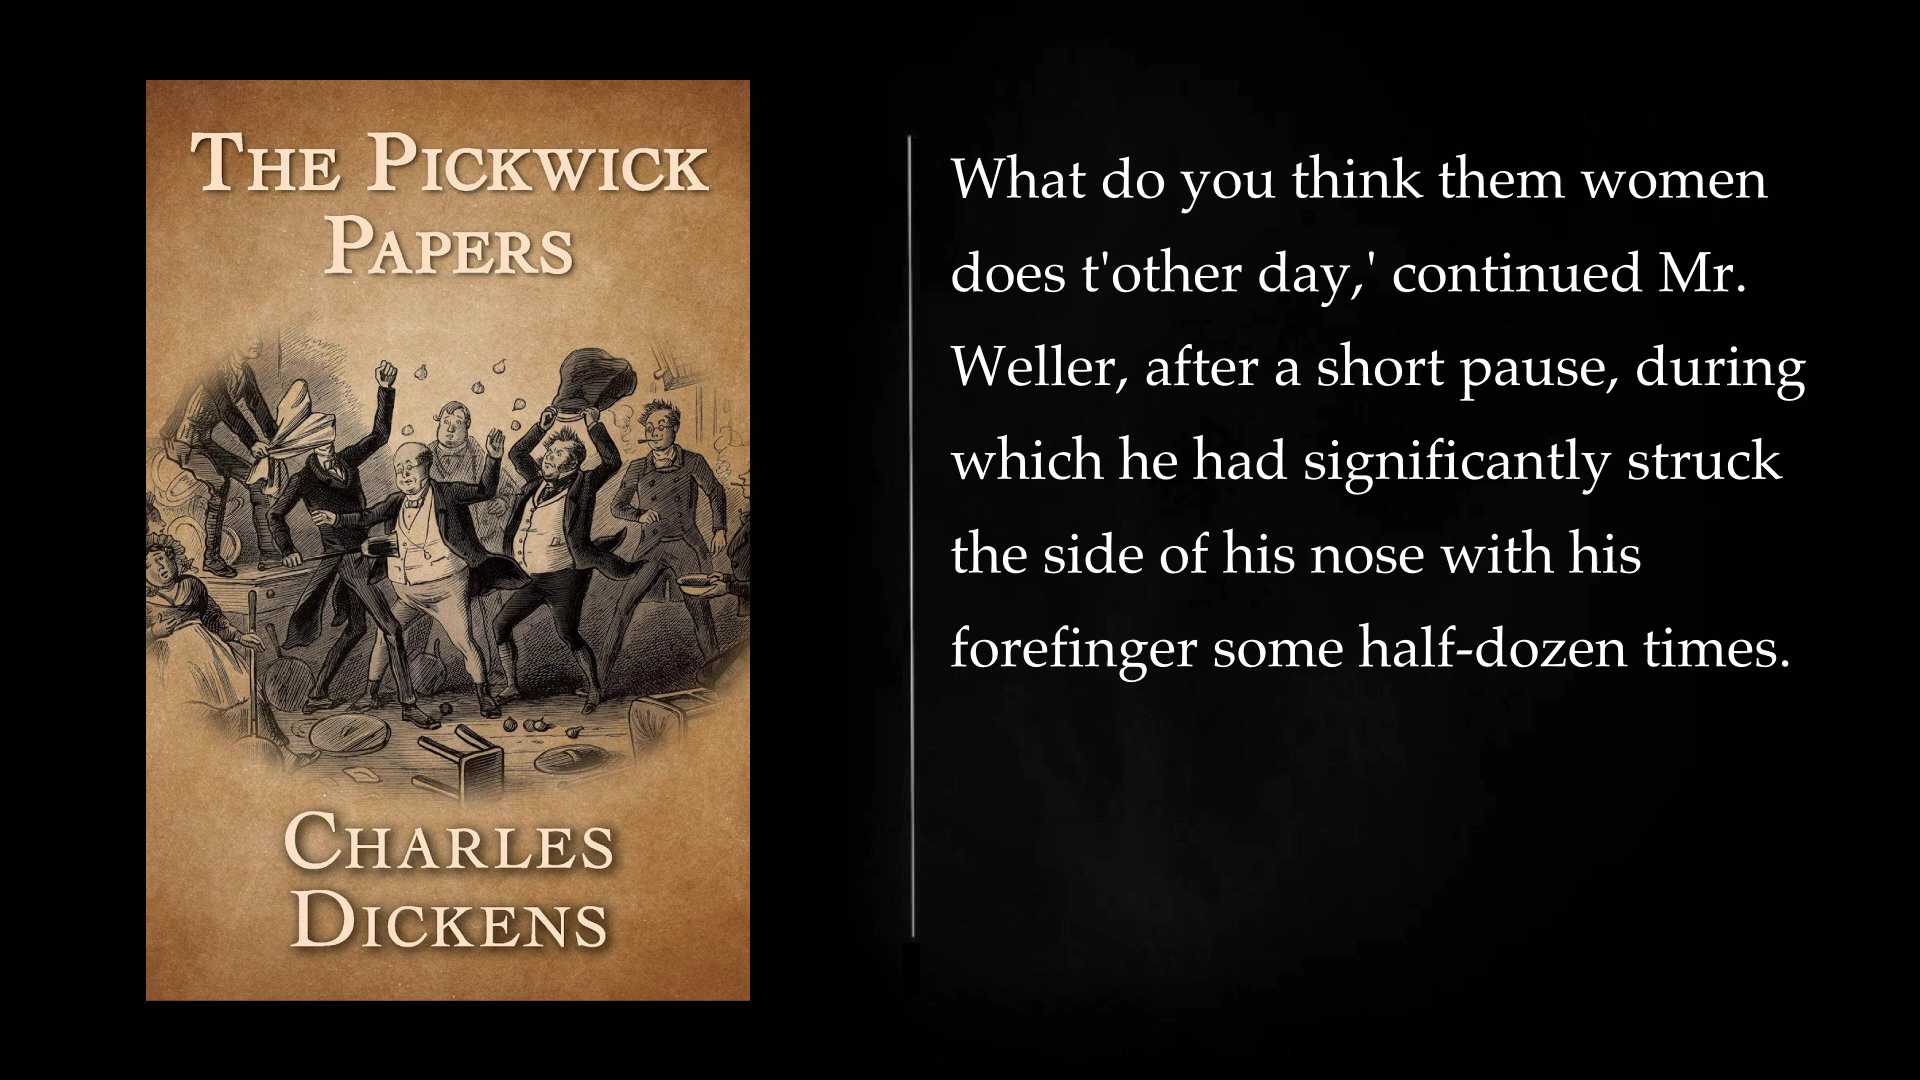 THE PICKWICK
PAPERS
CHARLES
DICKENS
What do you think them women
does t'other day,' continued Mr.
Weller, after a short pause, during
which he had significantly struck
the side of his nose with his
forefinger some half-dozen times.